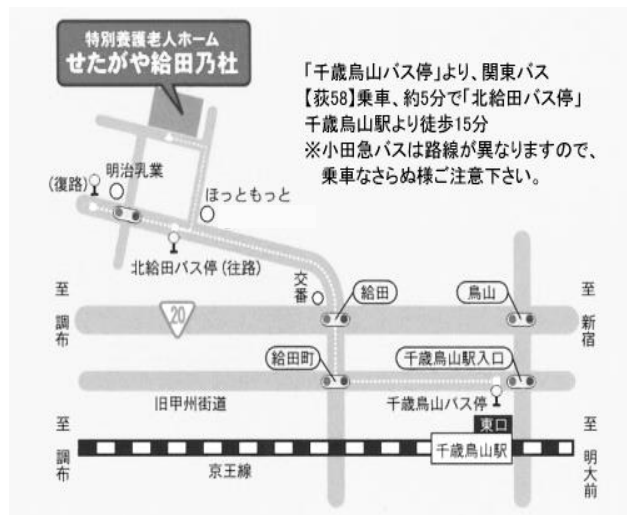 特別養護老人ホーム
せたがや給田乃社
「千歳烏山バス停」より、関東バス
【荻58】乗車、約5分で「北給田バス停」
千歳烏山駅より徒歩15分
※小田急バスは路線が異なりますので、
乗車なさらぬ様ご注意下さい。
明治乳業
(復路)
ほっともっと
北給田バス停(往路)
交番
至調布
20
給田
烏山
至新宿
給田町
千歳烏山駅入口
旧甲州街道
千歳烏山バス停
至調布
東口
千歳烏山駅
京王線
至明大前